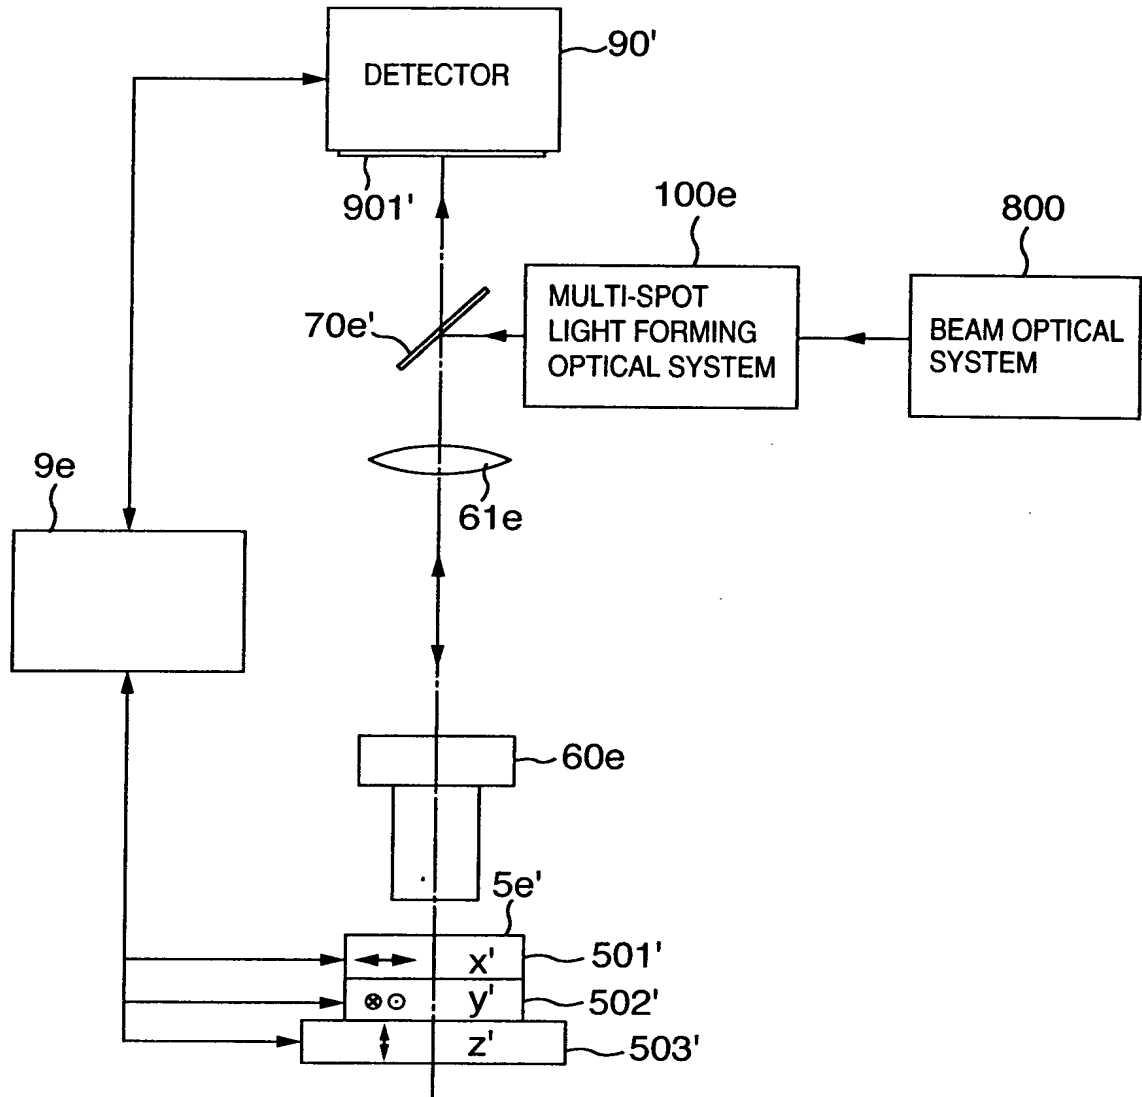 90'
DETECTOR
901'
100e
800
MULTI-SPOT
LIGHT FORMING
OPTICAL SYSTEM
BEAM OPTICAL
SYSTEM
70e'
9e
61e
60e
5e'
x'
501'
y'
502'
z'
503'